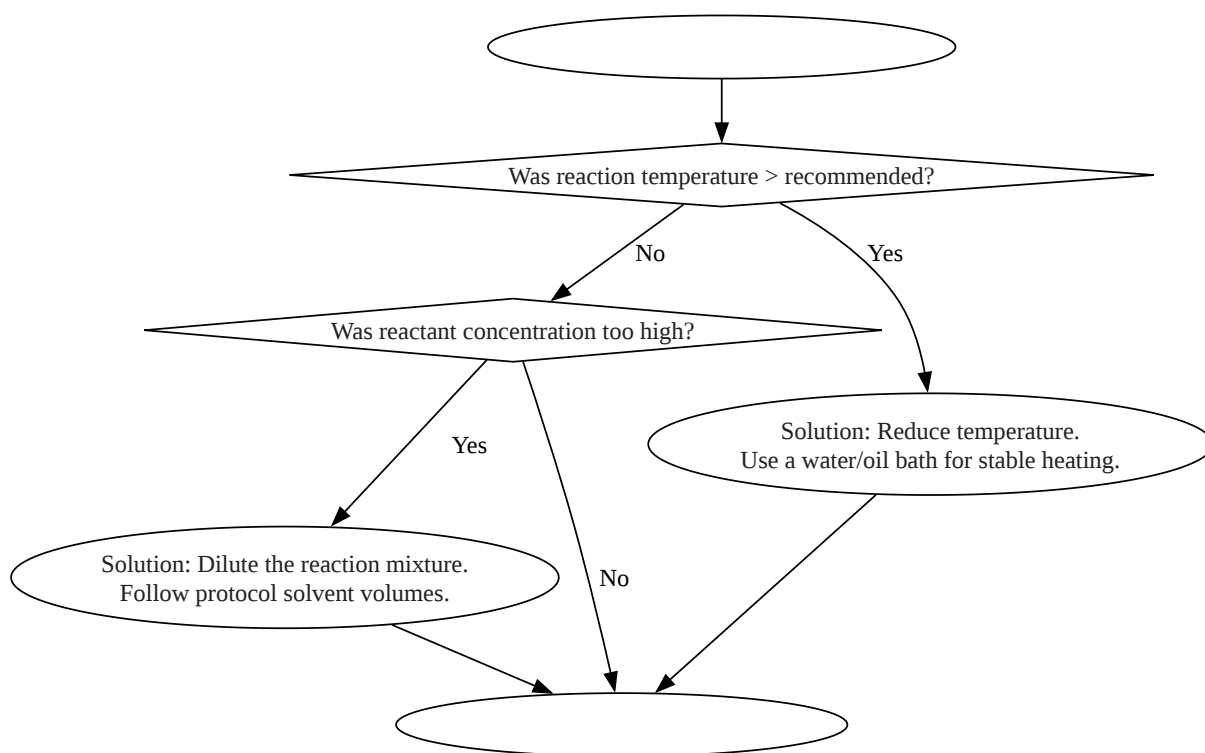 Was reaction temperature > recommended?
No
Yes
Was reactant concentration too high?
Solution: Reduce temperature.
Use a water/oil bath for stable heating.
Yes
Solution: Dilute the reaction mixture.
Follow protocol solvent volumes.
No